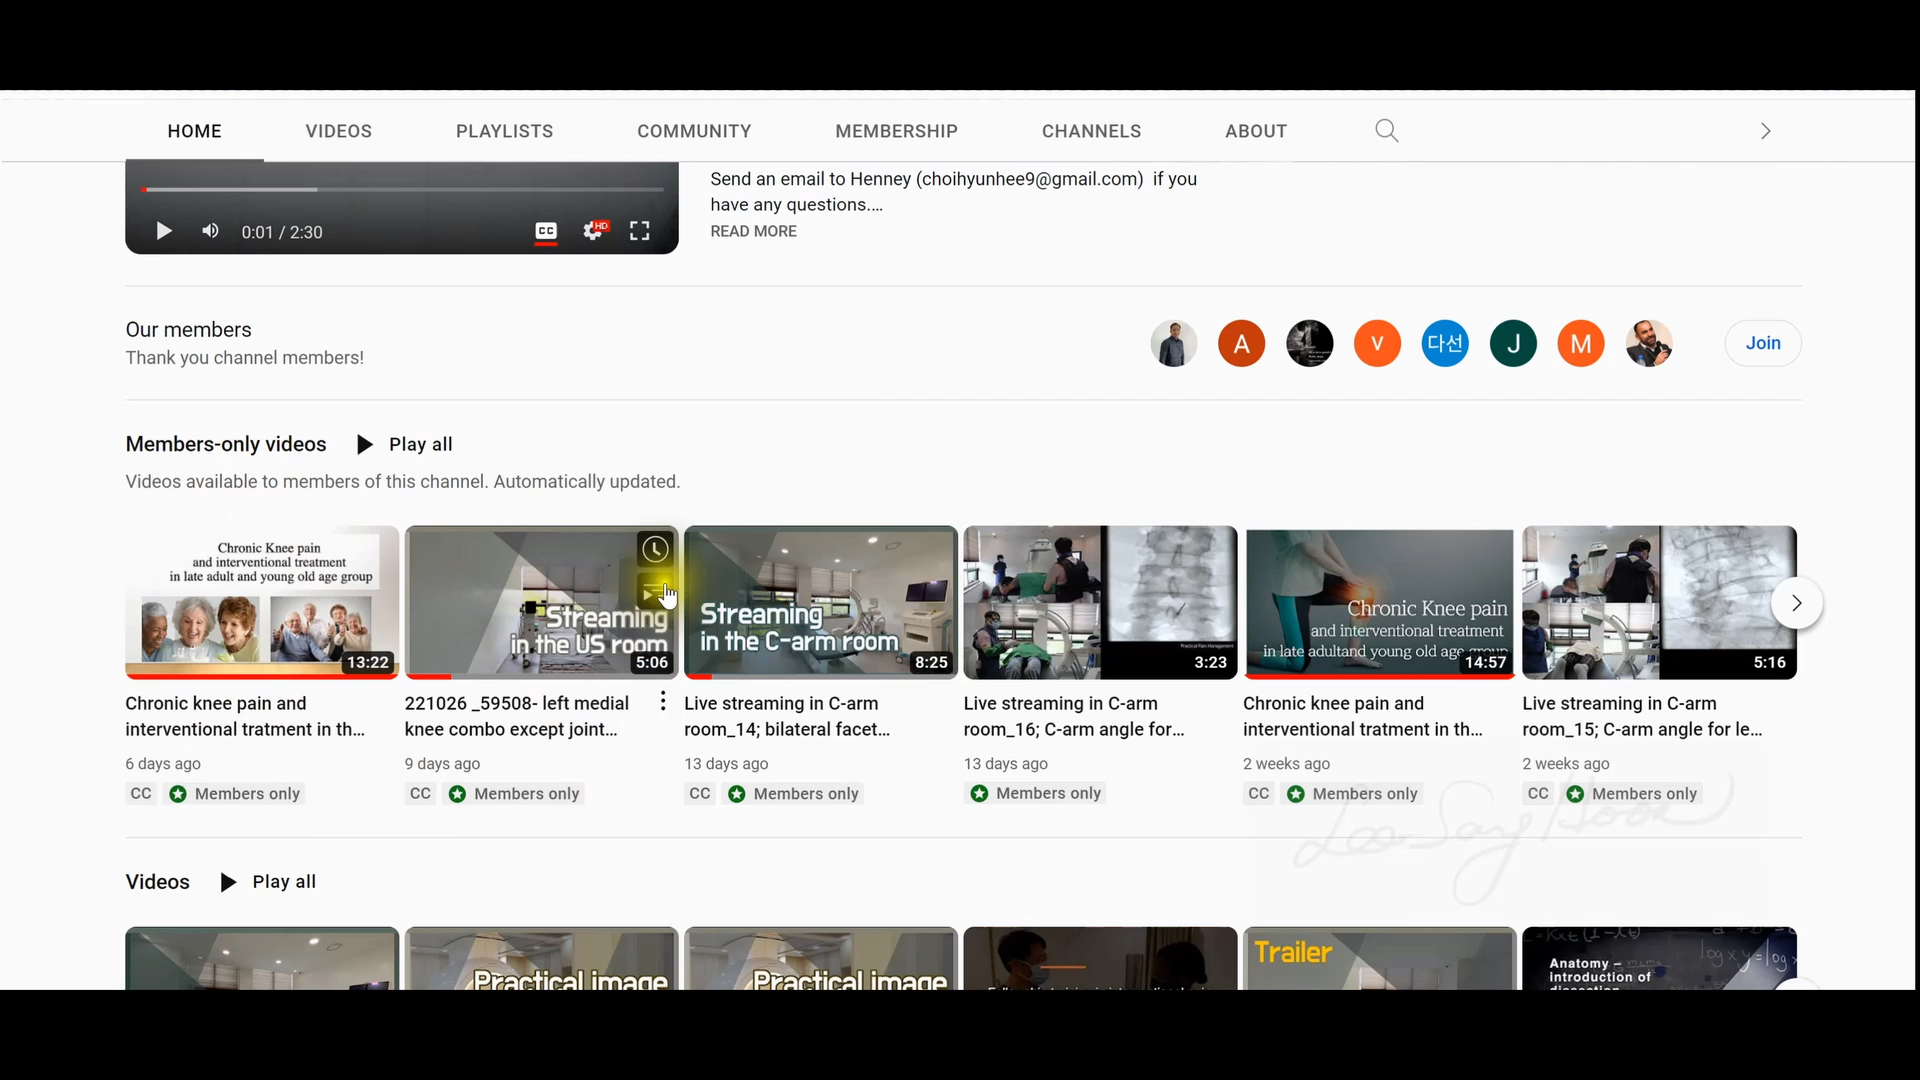 HOME VIDEOS PLAYLISTS COMMUNITY MEMBERSHIP CHANNELS ABOUT
Send an email to Henney (choihyunhee9@gmail.com) if you
have any questions....
READ MORE
0:01 / 2:30
CC
HD
Our members
Thank you channel members!
A
V
다선
J
M
Join
Members-only videos Play all
Videos available to members of this channel. Automatically updated.
Chronic Knee pain
and interventional treatment
in late adult and young old age group
13:22
Streaming
in the US room
5:06
Streaming
in the C-arm room
8:25
3:23
Chronic Knee pain
and interventional treatment
in late adultand young old age group
14:57
5:16
Chronic knee pain and
interventional tratment in th...
6 days ago
CC Members only
221026 _59508- left medial
knee combo except joint...
9 days ago
CC Members only
Live streaming in C-arm
room_14; bilateral facet...
13 days ago
CC Members only
Live streaming in C-arm
room_16; C-arm angle for...
13 days ago
Members only
Chronic knee pain and
interventional tratment in th...
2 weeks ago
CC Members only
Live streaming in C-arm
room_15; C-arm angle for le...
2 weeks ago
CC Members only
Videos Play all
Practical image
Practical image
Trailer
Anatomy –
introduction of